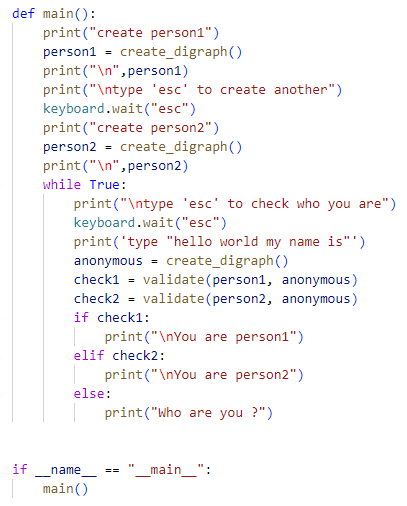 def main():
    print("create person1")
    person1 = create_digraph()
    print("\n",person1)
    print("\ntype 'esc' to create another")
    keyboard.wait("esc")
    print("create person2")
    person2 = create_digraph()
    print("\n",person2)
    while True:
        print("\ntype 'esc' to check who you are")
        keyboard.wait("esc")
        print('type "hello world my name is"')
        anonymous = create_digraph()
        check1 = validate(person1, anonymous)
        check2 = validate(person2, anonymous)
        if check1:
            print("\nYou are person1")
        elif check2:
            print("\nYou are person2")
        else:
            print("Who are you ?")
if __name__ == "__main__":
    main()